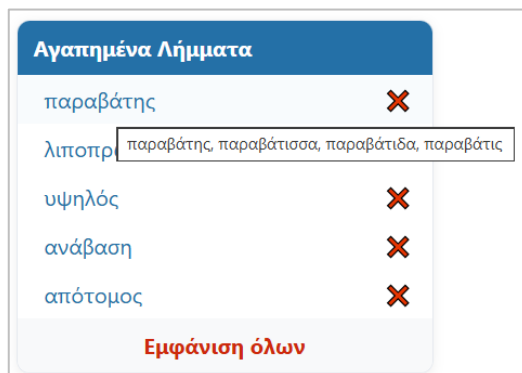 Αγαπημένα Λήμματα
παραβάτης
παραβάτης, παραβάτισσα, παραβάτιδα, παραβάτις
υψηλός
ανάβαση
απότομος
Εμφάνιση όλων